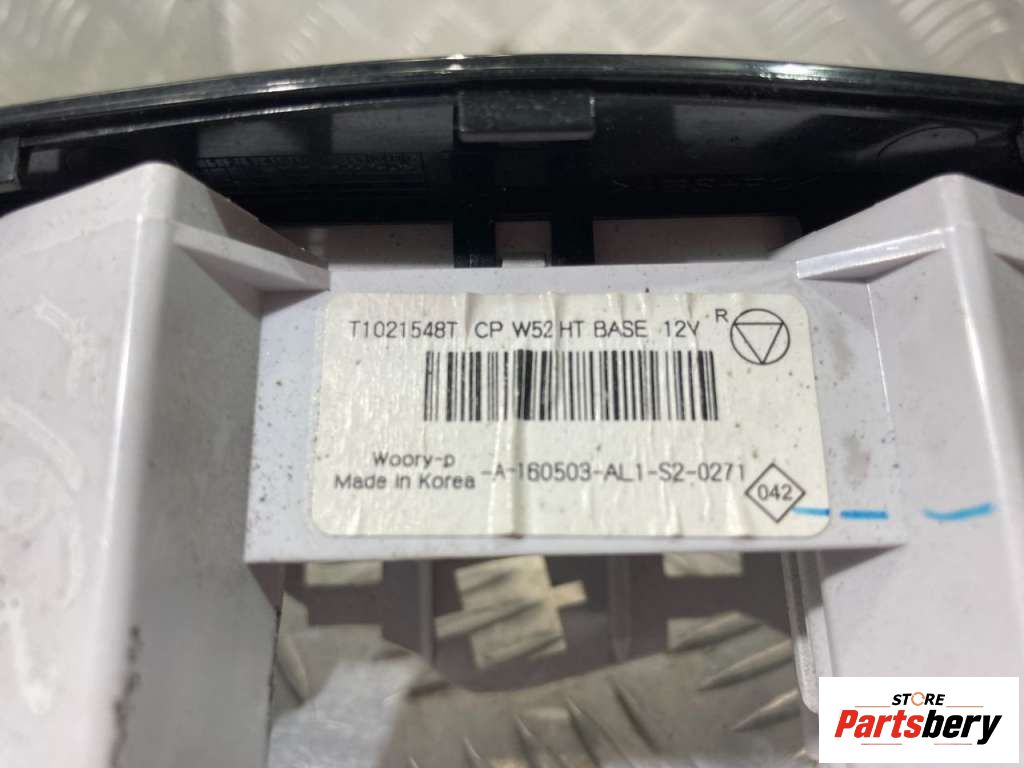 T1021548T CP W52 HT BASE 12V R
Woory-p
Made in Korea
-A-160503-AL1-S2-0271
042
STORE
Partsbery